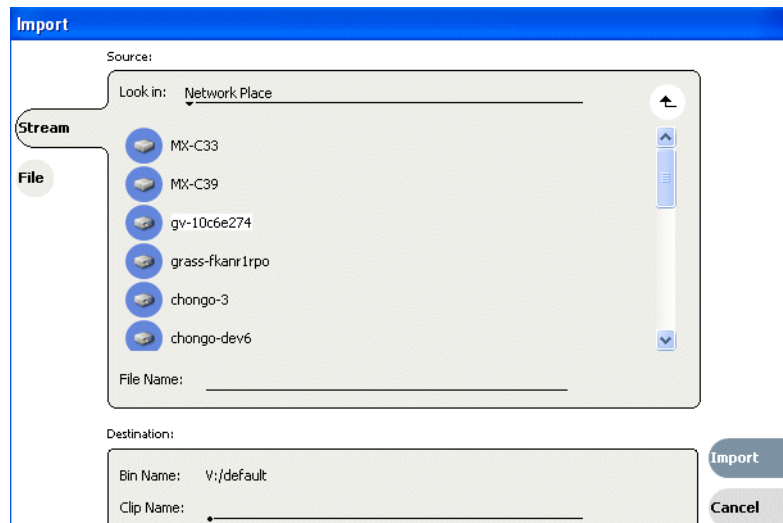 Import
Source:
Look in: Network Place
Stream
File
MX-C33
MX-C39
gv-10c6e274
grass-fkanr1rpo
chongo-3
chongo-dev6
File Name:
Destination:
Bin Name: V:/default
Clip Name:
Import
Cancel